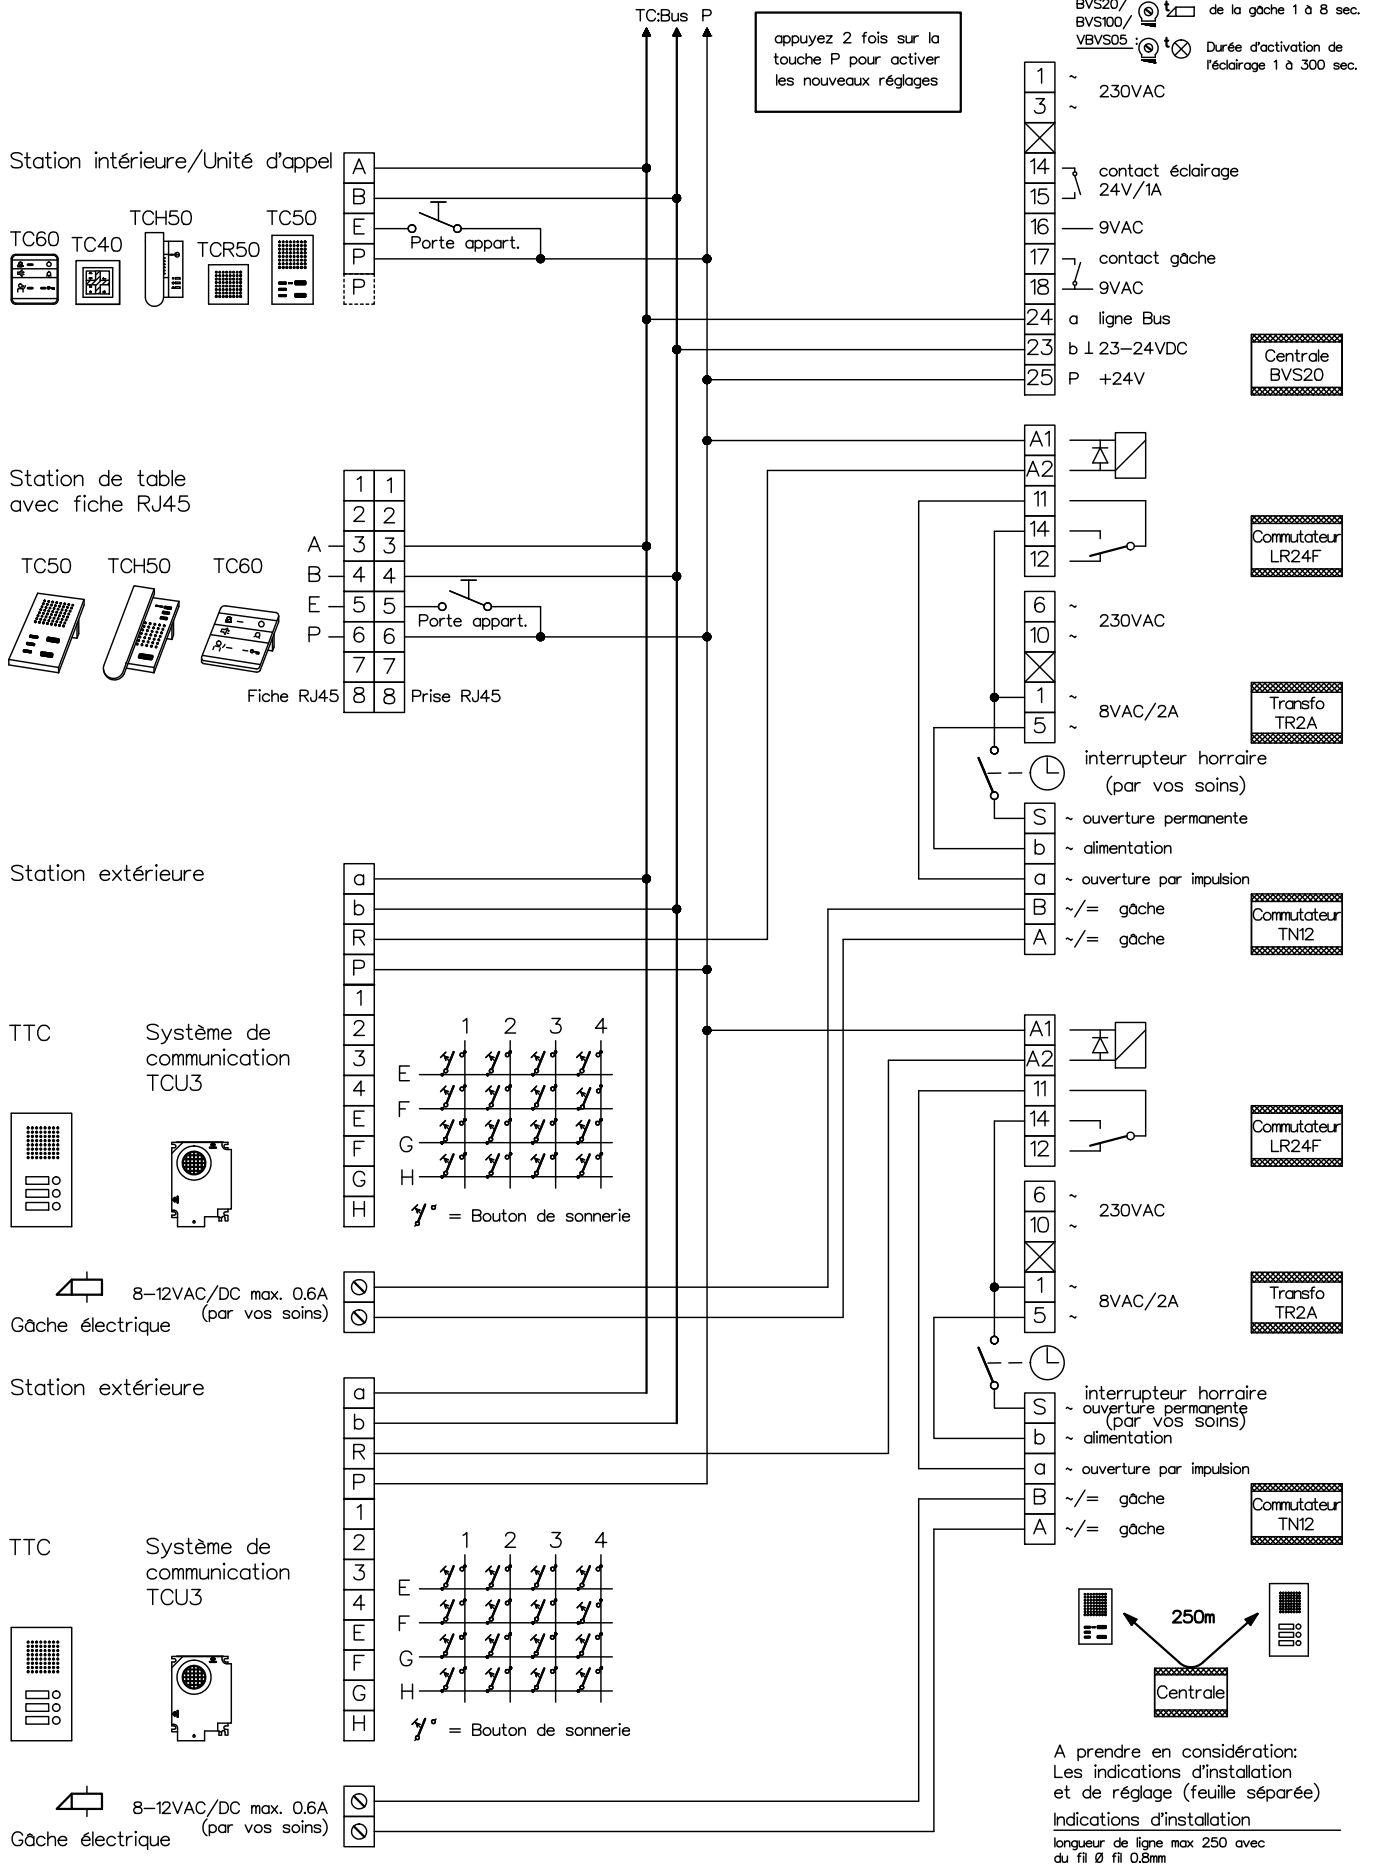 TC:Bus P
appuyez 2 fois sur la
touche P pour activer
les nouveaux réglages
BVS20/
BVS100/
VBVS05 :
t de la gâche 1 à 8 sec.
t Durée d'activation de
l'éclairage 1 à 300 sec.
1 ~
3 ~
230VAC
14
15
contact éclairage
24V/1A
16 9VAC
17 contact gâche
18 9VAC
24 a ligne Bus
23 b ⊥ 23-24VDC
25 P +24V
Centrale
BVS20
Station intérieure/Unité d'appel
A
B
E
P
P
Porte appart.
TC60
TC40
TCH50
TCR50
TC50
A1
A2
11
14
12
Commutateur
LR24F
6 ~
10 ~
230VAC
1 ~
5 ~
8VAC/2A
Transfo
TR2A
interrupteur horraire
(par vos soins)
S ~ ouverture permanente
b ~ alimentation
a ~ ouverture par impulsion
B ~/= gâche
A ~/= gâche
Commutateur
TN12
Station de table
avec fiche RJ45
TC50
TCH50
TC60
1 1
2 2
A 3 3
B 4 4
E 5 5
P 6 6
7 7
Fiche RJ45 8 8 Prise RJ45
Porte appart.
Station extérieure
a
b
R
P
1
2
3
4
E
F
G
H
TTC
Système de
communication
TCU3
1 2 3 4
E
F
G
H
= Bouton de sonnerie
8-12VAC/DC max. 0.6A
(par vos soins)
Gâche électrique
A1
A2
11
14
12
Commutateur
LR24F
6 ~
10 ~
230VAC
1 ~
5 ~
8VAC/2A
Transfo
TR2A
interrupteur horraire
(par vos soins)
S ~ ouverture permanente
b ~ alimentation
a ~ ouverture par impulsion
B ~/= gâche
A ~/= gâche
Commutateur
TN12
Station extérieure
a
b
R
P
1
2
3
4
E
F
G
H
TTC
Système de
communication
TCU3
1 2 3 4
E
F
G
H
= Bouton de sonnerie
8-12VAC/DC max. 0.6A
(par vos soins)
Gâche électrique
250m
Centrale
A prendre en considération:
Les indications d'installation
et de réglage (feuille séparée)
Indications d'installation
longueur de ligne max 250 avec
du fil Ø fil 0.8mm